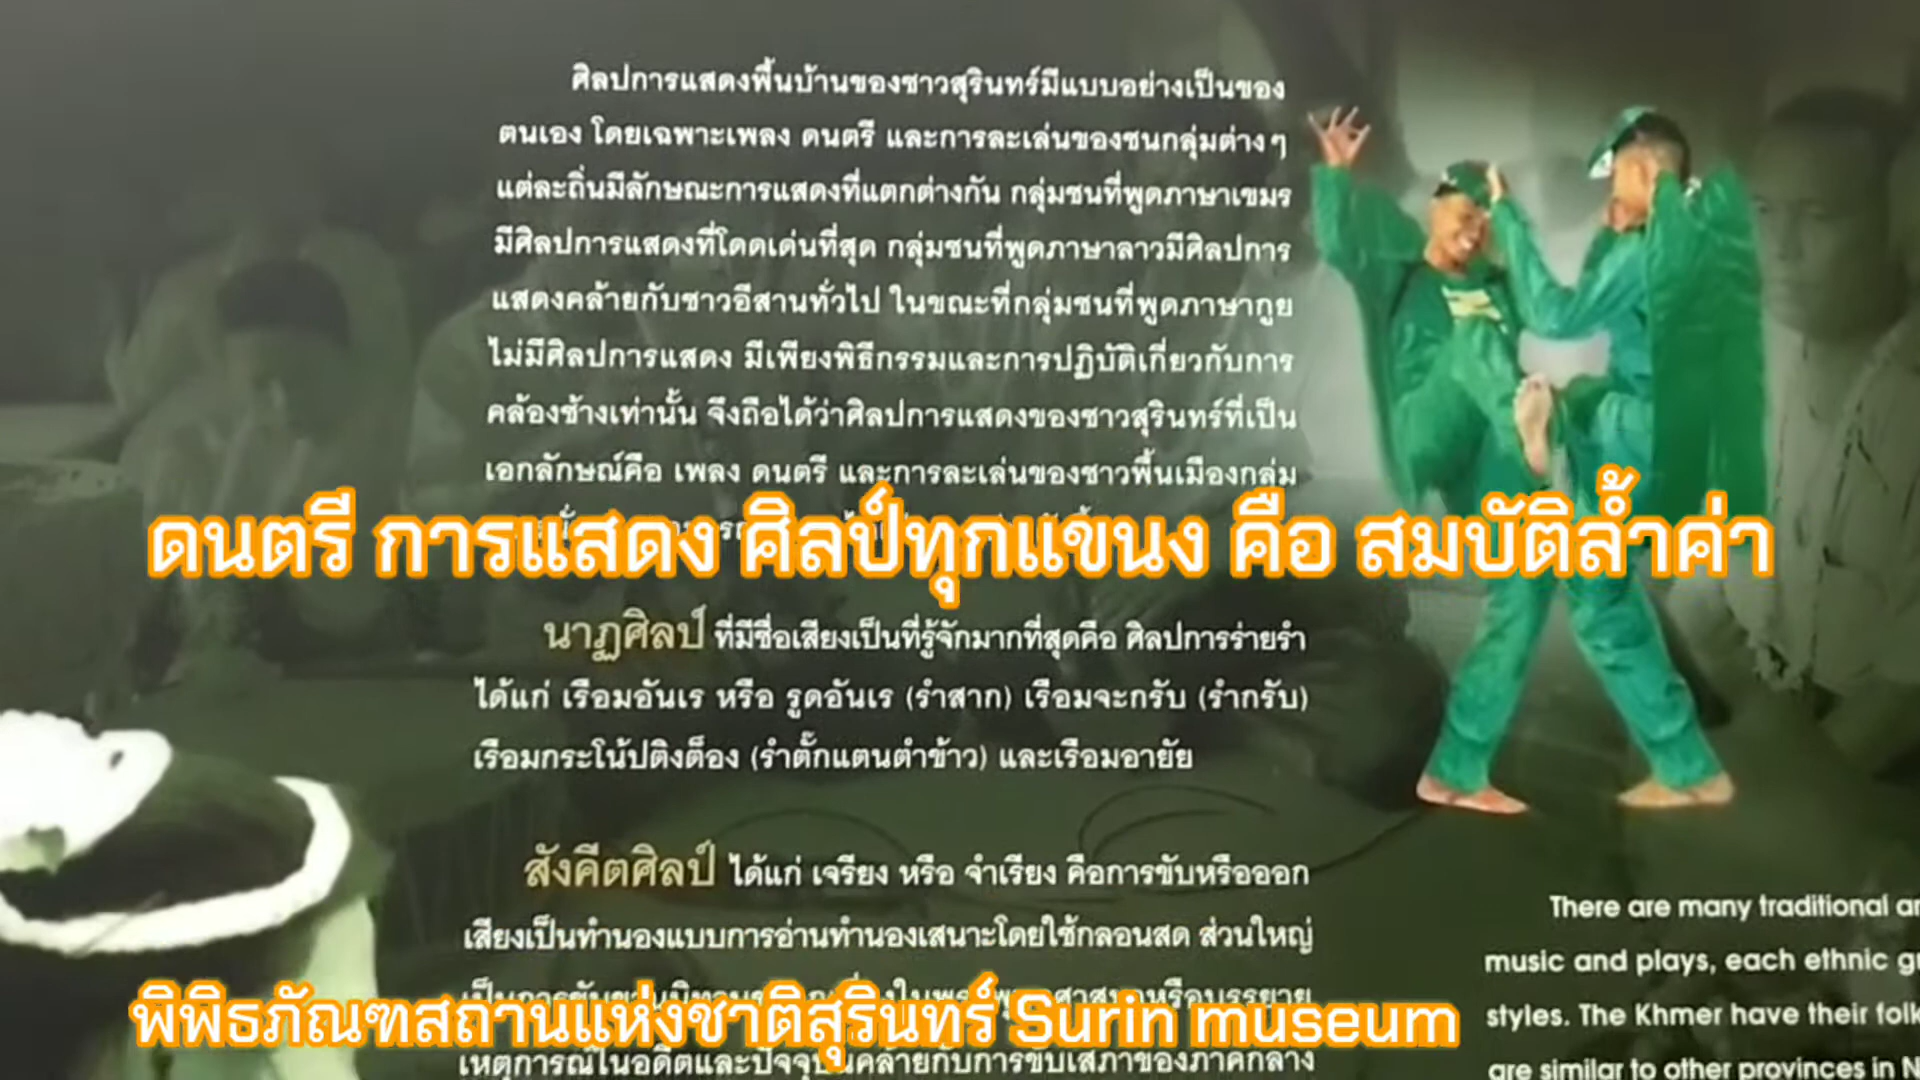 ศิลปการแสดงพื้นบ้านของชาวสุรินทร์มีแบบอย่างเป็นของ
ตนเอง โดยเฉพาะเพลง ดนตรี และการละเล่นของชนกลุ่มต่างๆ
แต่ละถิ่นมีลักษณะการแสดงที่แตกต่างกัน กลุ่มชนที่พูดภาษาเขมร
มีศิลปการแสดงที่โดดเด่นที่สุด กลุ่มชนที่พูดภาษาลาวมีศิลปการ
แสดงคล้ายกับชาวอีสานทั่วไป ในขณะที่กลุ่มชนที่พูดภาษากูย
ไม่มีศิลปการแสดง มีเพียงพิธีกรรมและการปฏิบัติเกี่ยวกับการ
คล้องช้างเท่านั้น จึงถือได้ว่าศิลปการแสดงของชาวสุรินทร์ที่เป็น
เอกลักษณ์คือ เพลง ดนตรี และการละเล่นของชาวพื้นเมืองกลุ่ม
ดนตรี การแสดง ศิลป์ทุกแขนง คือ สมบัติล้ำค่า
นาฏศิลป์ ที่มีชื่อเสียงเป็นที่รู้จักมากที่สุดคือ ศิลปการร่ายรำ
ได้แก่ เรือมอันเร หรือ รูดอันเร (รำสาก) เรือมจะกรับ (รำกรับ)
เรือมกระโน้ปติงต็อง (รำตั๊กแตนตำข้าว) และเรือมอายัย
สังคีตศิลป์ ได้แก่ เจรียง หรือ จำเรียง คือการขับหรือออก
เสียงเป็นทำนองแบบการอ่านทำนองเสนาะโดยใช้กลอนสด ส่วนใหญ่
พิพิธภัณฑสถานแห่งชาติสุรินทร์ Surin museum
เหตุการณ์ในอดีตและปัจจุบันคล้ายกับการขับเสภาของภาคกลาง
There are many traditional
music and plays, each ethnic
styles. The Khmer have their
are similar to other provinces in